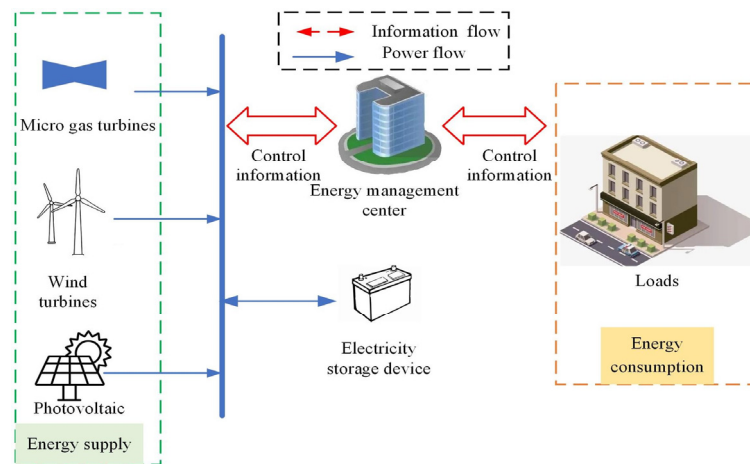 Information flow
Power flow
Micro gas turbines
Control
information
Energy management
center
Control
information
Wind
turbines
Loads
Electricity
storage device
Photovoltaic
Energy supply
Energy
consumption